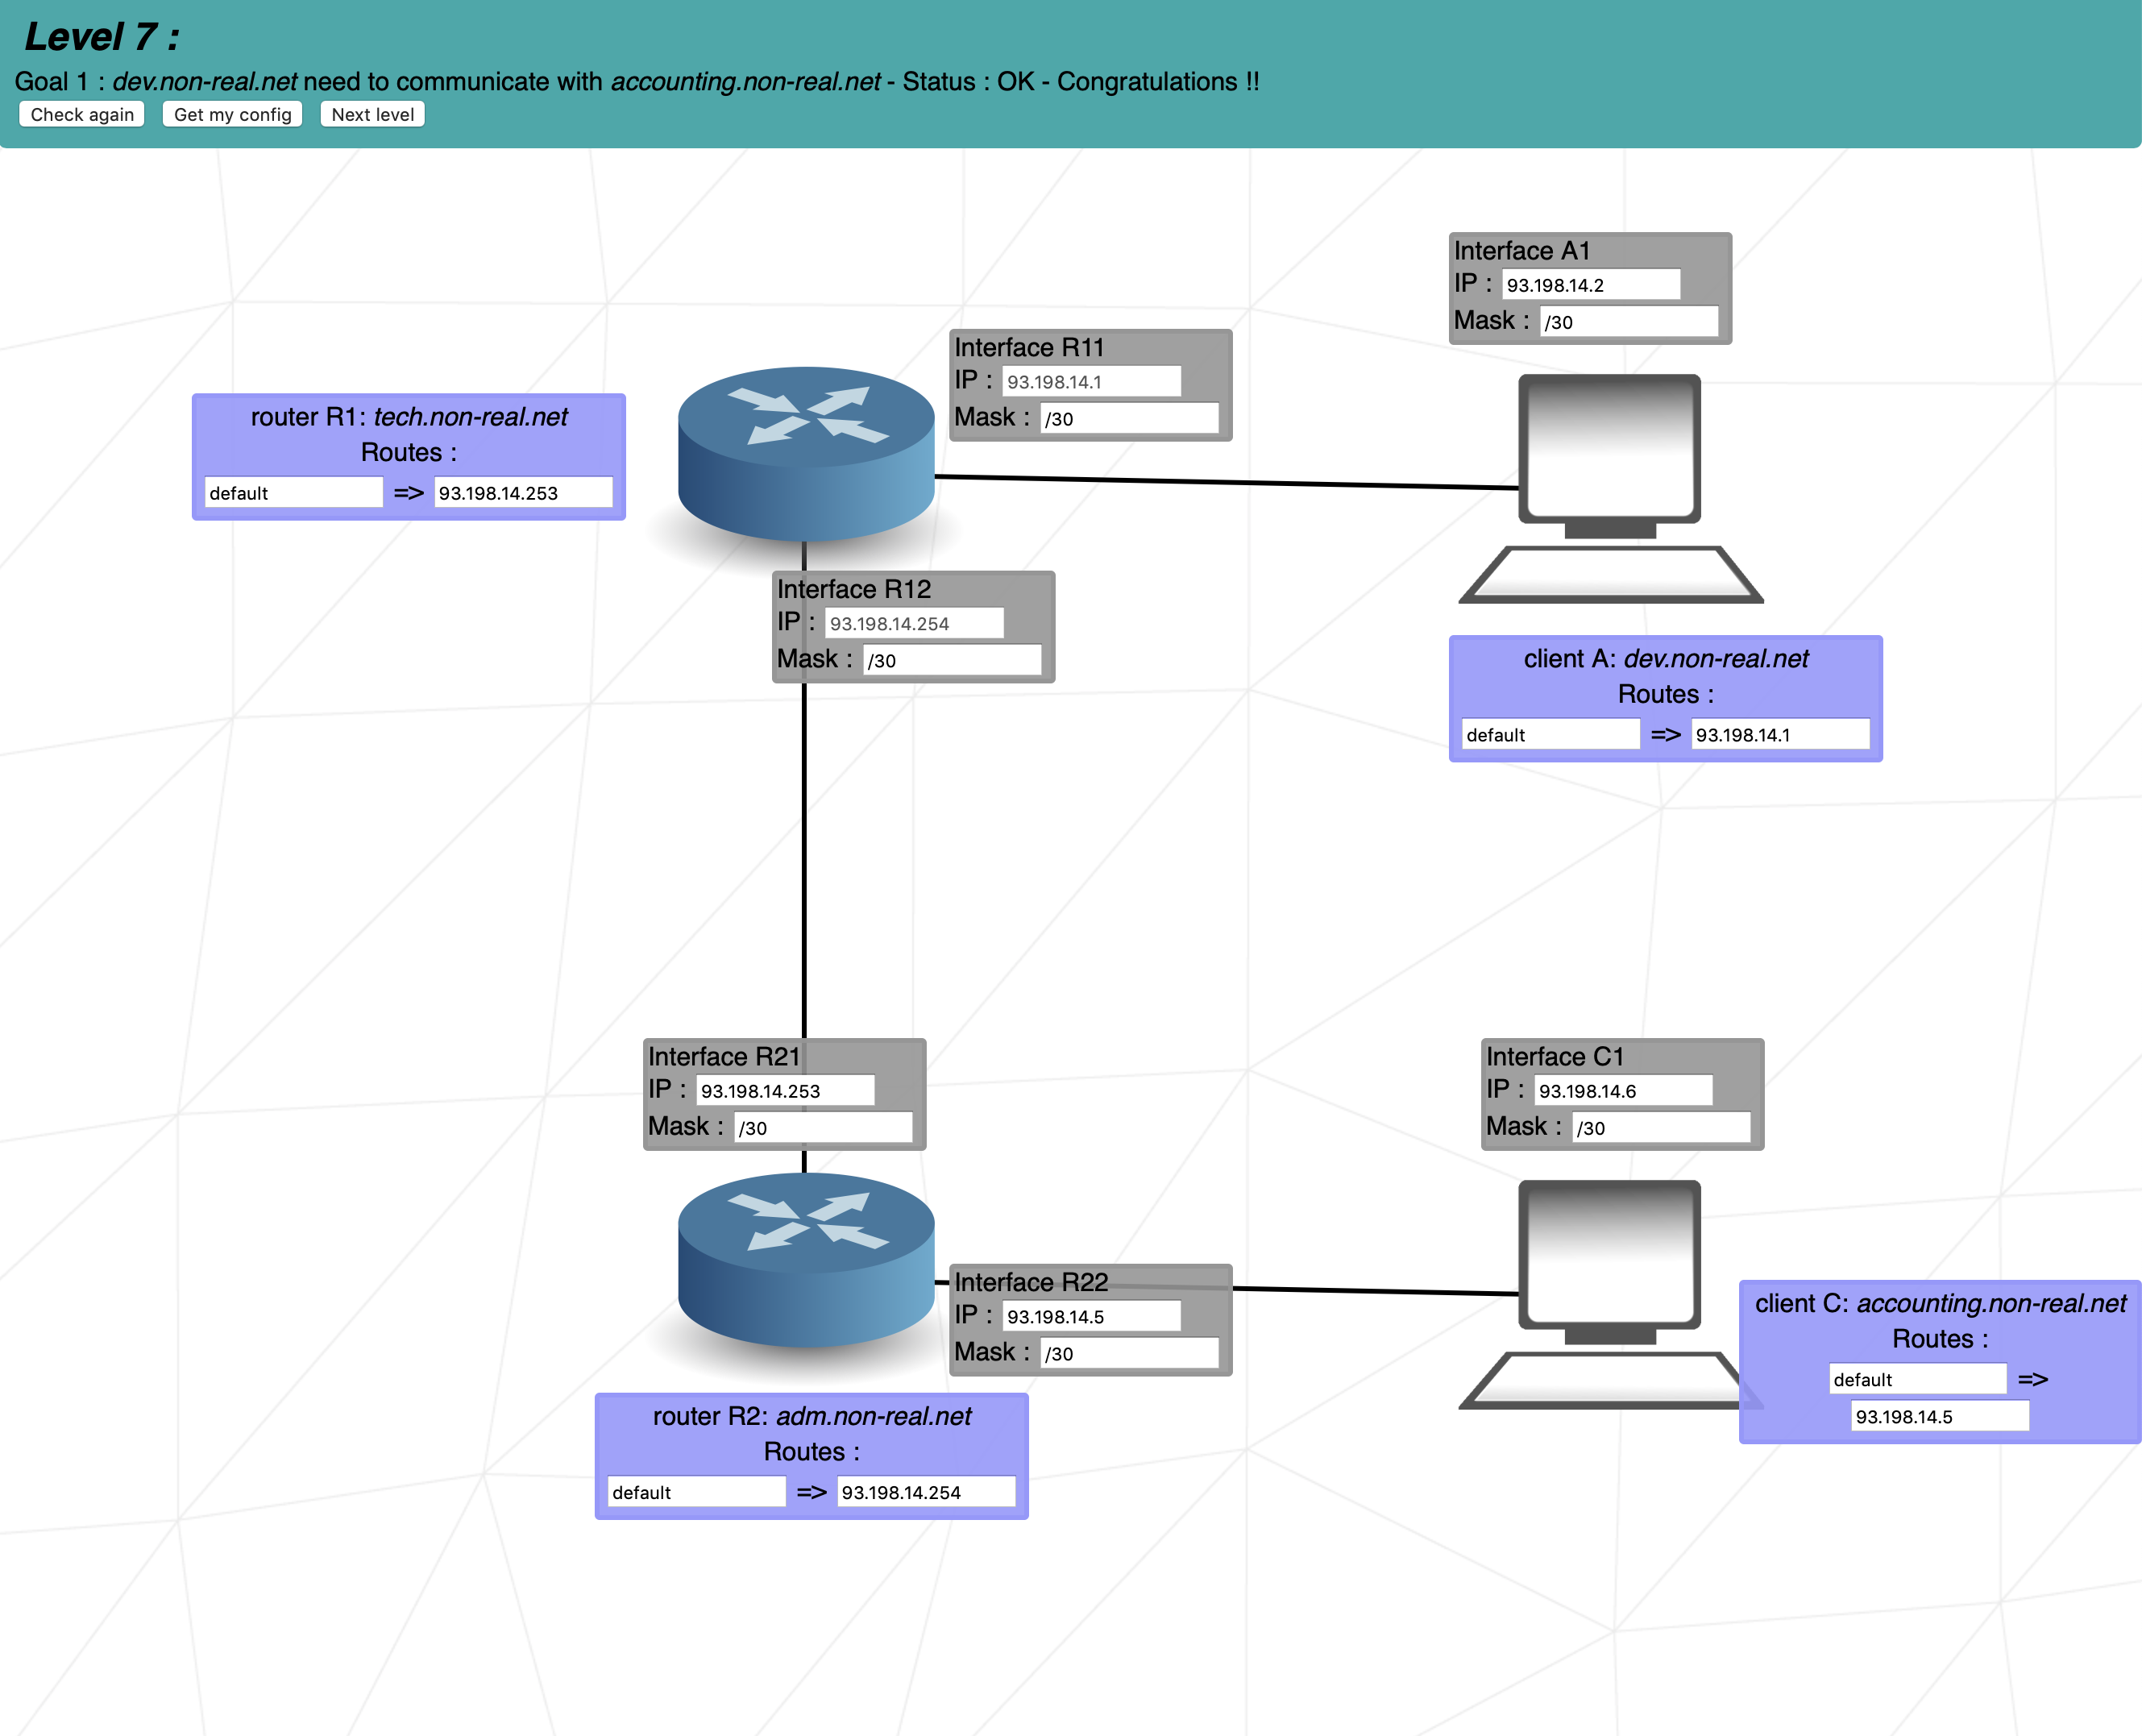 Level 7 :
Goal 1 : dev.non-real.net need to communicate with accounting.non-real.net - Status : OK - Congratulations !!
Check again Get my config Next level
Interface A1
IP : 93.198.14.2
Mask : /30
Interface R11
IP : 93.198.14.1
Mask : /30
router R1: tech.non-real.net
Routes :
default => 93.198.14.253
Interface R12
IP : 93.198.14.254
Mask : /30
client A: dev.non-real.net
Routes :
default => 93.198.14.1
Interface R21
IP : 93.198.14.253
Mask : /30
Interface C1
IP : 93.198.14.6
Mask : /30
Interface R22
IP : 93.198.14.5
Mask : /30
client C: accounting.non-real.net
Routes :
default =>
93.198.14.5
router R2: adm.non-real.net
Routes :
default => 93.198.14.254